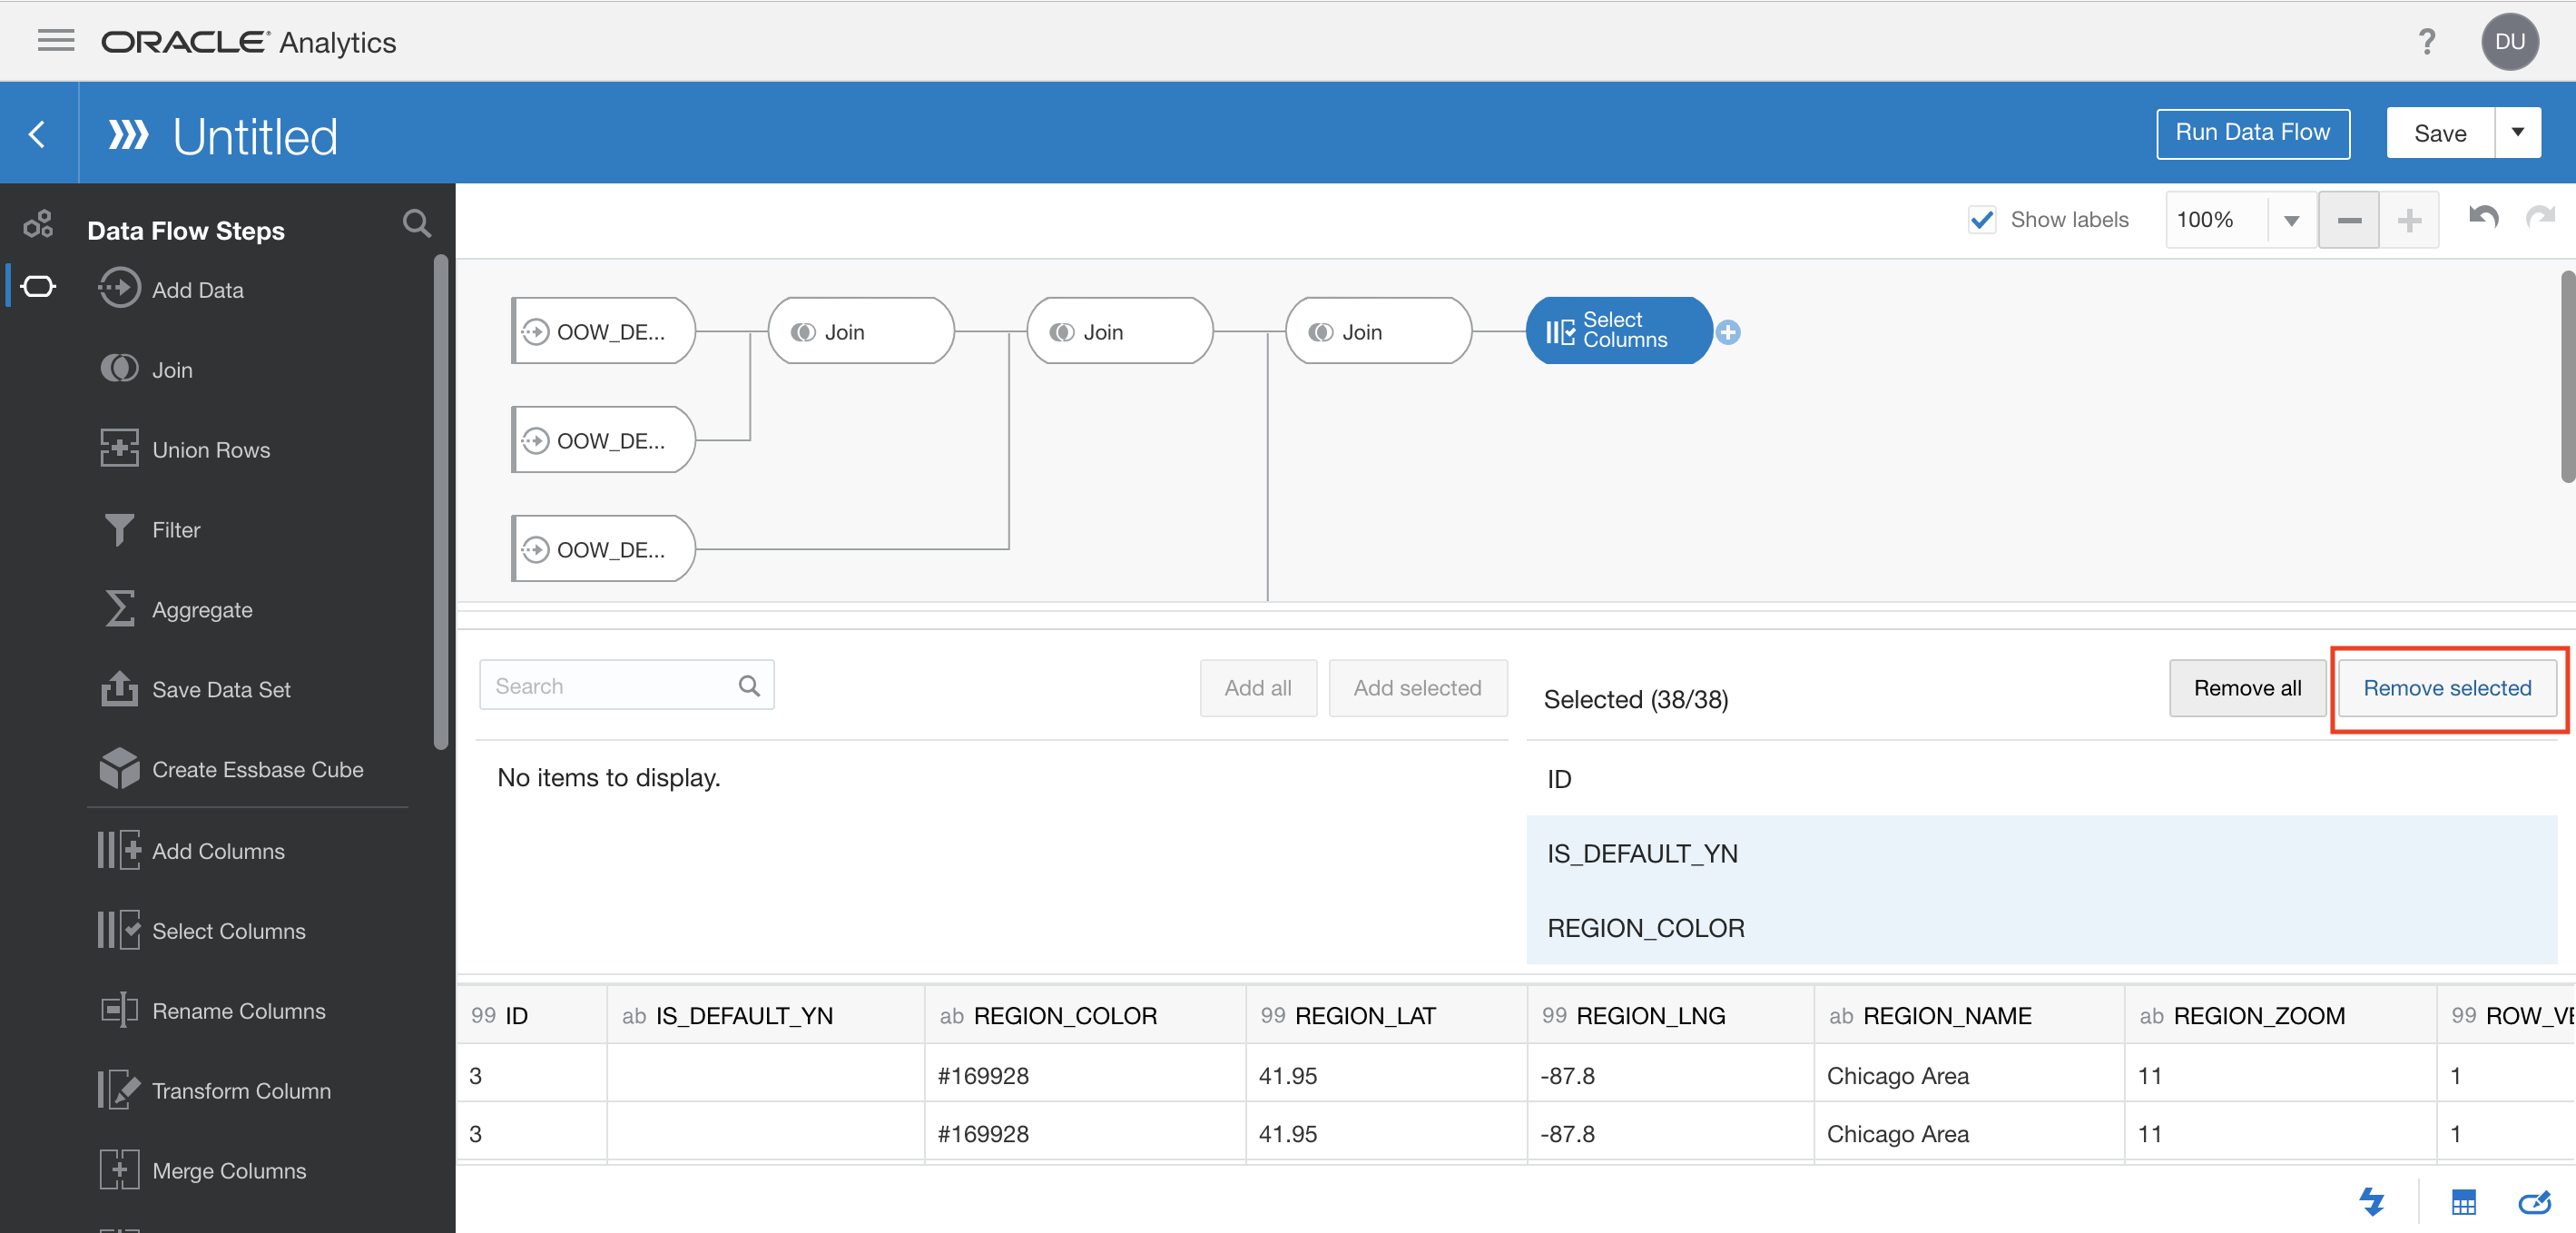 ORACLE Analytics
?
DU
Untitled
Run Data Flow
Save
Data Flow Steps
Show labels
100%
Add Data
Join
Union Rows
Filter
Aggregate
Save Data Set
Create Essbase Cube
Add Columns
Select Columns
Rename Columns
Transform Column
Merge Columns
OOW_DE...
Join
Join
Join
Select
Columns
OOW_DE...
OOW_DE...
Search
Add all
Add selected
Selected (38/38)
Remove all
Remove selected
No items to display.
ID
IS_DEFAULT_YN
REGION_COLOR
99 ID ab IS_DEFAULT_YN ab REGION_COLOR 99 REGION_LAT 99 REGION_LNG ab REGION_NAME ab REGION_ZOOM 99 ROW_VE
3 #169928 41.95 -87.8 Chicago Area 11 1
3 #169928 41.95 -87.8 Chicago Area 11 1